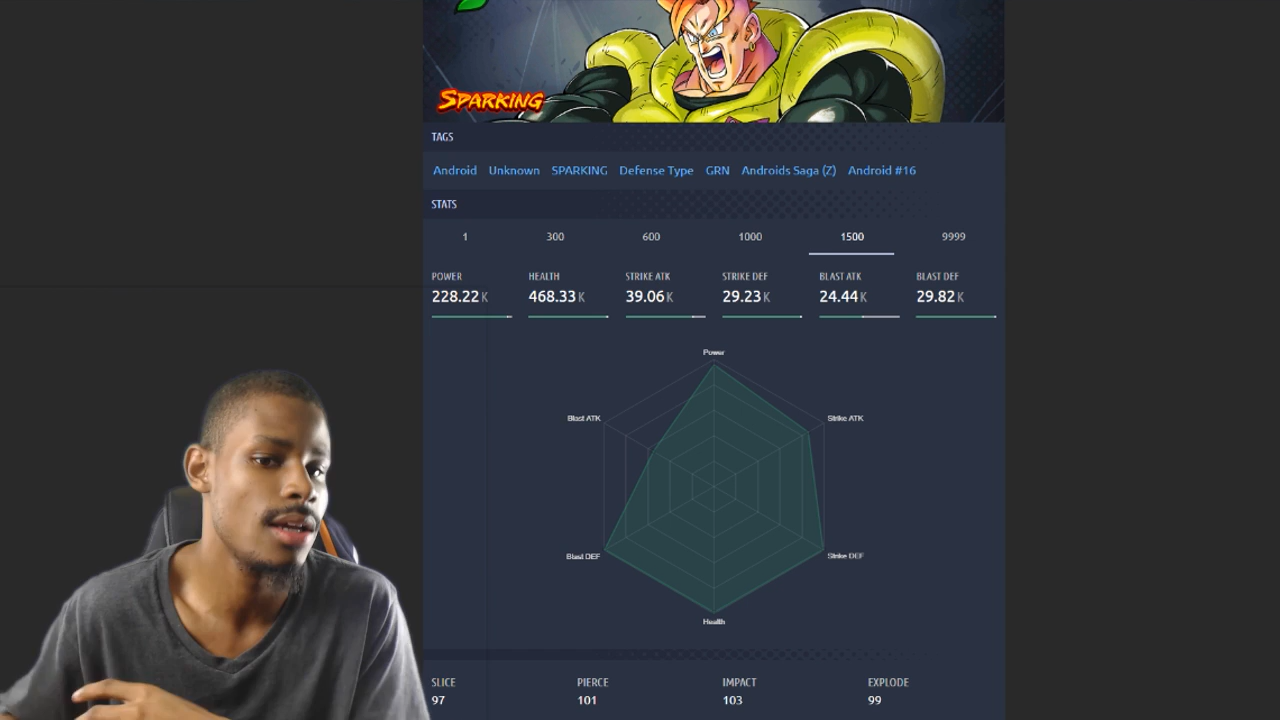 SPARKING
TAGS
Android Unknown SPARKING Defense Type GRN Androids Saga (Z) Android #16
STATS
1 300 600 1000 1500 9999
POWER HEALTH STRIKE ATK STRIKE DEF BLAST ATK BLAST DEF
228.22 K 468.33 K 39.06 K 29.23 K 24.44 K 29.82 K
Power
Blast ATK Strike ATK
Blast DEF Strike DEF
Health
SLICE PIERCE IMPACT EXPLODE
97 101 103 99